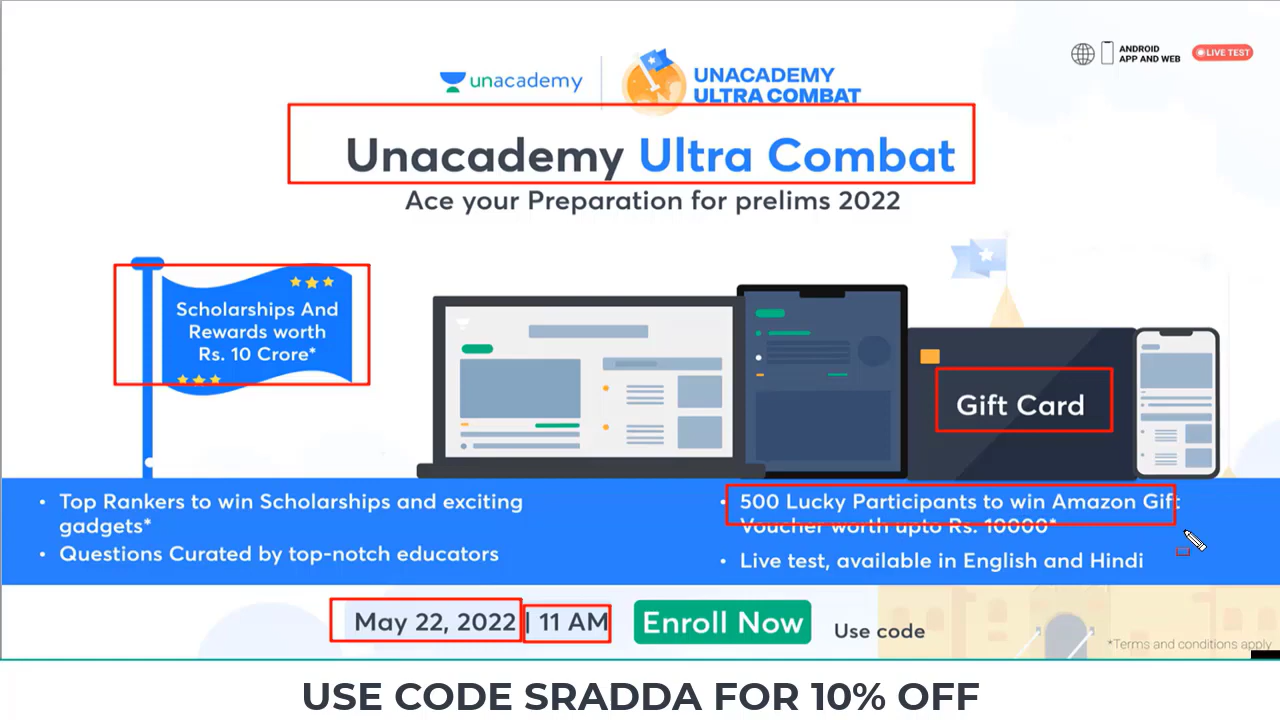 unacademy
UNACADEMY
ULTRA COMBAT
ANDROID
APP AND WEB
LIVE TEST
Unacademy Ultra Combat
Ace your Preparation for prelims 2022
Scholarships And
Rewards worth
Rs. 10 Crore*
Gift Card
• Top Rankers to win Scholarships and exciting
gadgets*
• Questions Curated by top-notch educators
• 500 Lucky Participants to win Amazon Gift
Voucher worth upto Rs. 10000*
• Live test, available in English and Hindi
May 22, 2022 | 11 AM
Enroll Now
Use code
*Terms and conditions apply
USE CODE SRADDA FOR 10% OFF